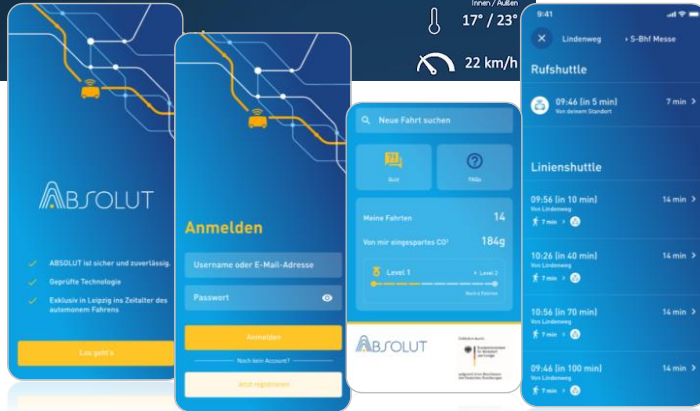 Innen / Außen
17° / 23°
22 km/h
ABSOLUT
ABSOLUT ist sicher und zuverlässig.
Geprüfte Technologie
Exklusiv in Leipzig ins Zeitalter des
autonomem Fahrens
Los geht's
Anmelden
Username oder E-Mail-Adresse
Passwort
Anmelden
Noch kein Account?
Jetzt registrieren
Neue Fahrt suchen
Quiz
FAQs
Meine Fahrten
14
Von mir eingespartes CO²
184g
Level 1
Level 2
Noch 6 Fahrten
ABSOLUT
9:41
Lindenweg
S-Bhf Messe
Rufshuttle
09:46 (in 5 min)
7 min >
Von deinem Standort
Linienshuttle
09:56 (in 10 min)
14 min >
Von Lindenweg
7 min >
10:26 (in 40 min)
14 min >
Von Lindenweg
7 min >
10:56 (in 70 min)
14 min >
Von Lindenweg
7 min >
09:46 (in 100 min)
14 min >
Von Lindenweg
7 min >